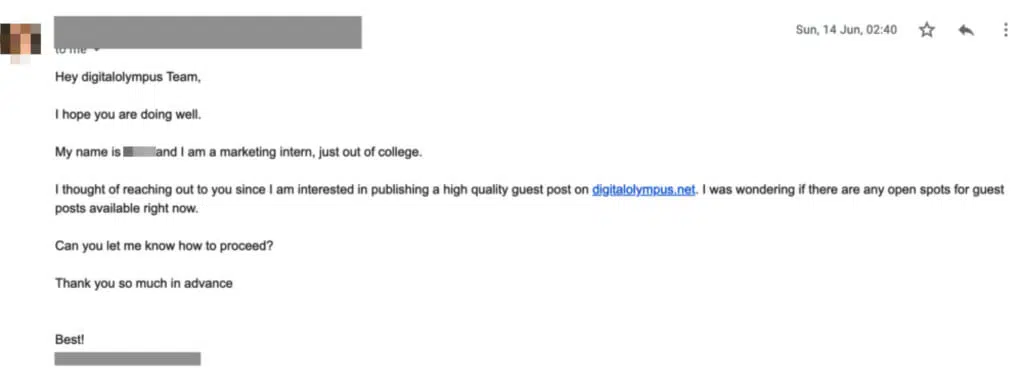 Sun, 14 Jun, 02:40
to me
Hey digitalolympus Team,
I hope you are doing well.
My name is and I am a marketing intern, just out of college.
I thought of reaching out to you since I am interested in publishing a high quality guest post on digitalolympus.net. I was wondering if there are any open spots for guest
posts available right now.
Can you let me know how to proceed?
Thank you so much in advance
Best!